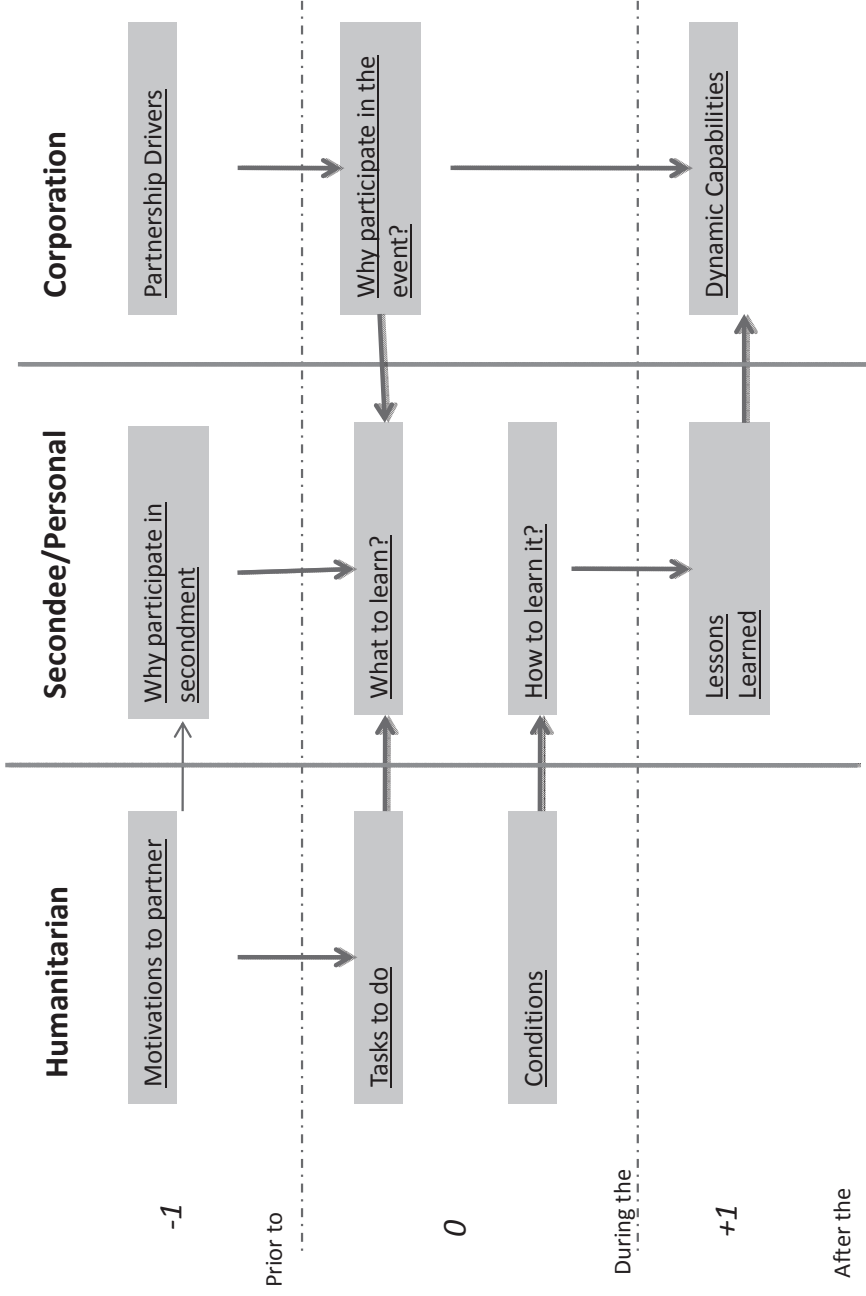 Humanitarian
Secondee/Personal
Corporation
-1
Motivations to partner
Why participate in
secondment
Partnership Drivers
Prior to
0
Tasks to do
What to learn?
Why participate in the
event?
Conditions
How to learn it?
During the
+1
Lessons
Learned
Dynamic Capabilities
After the